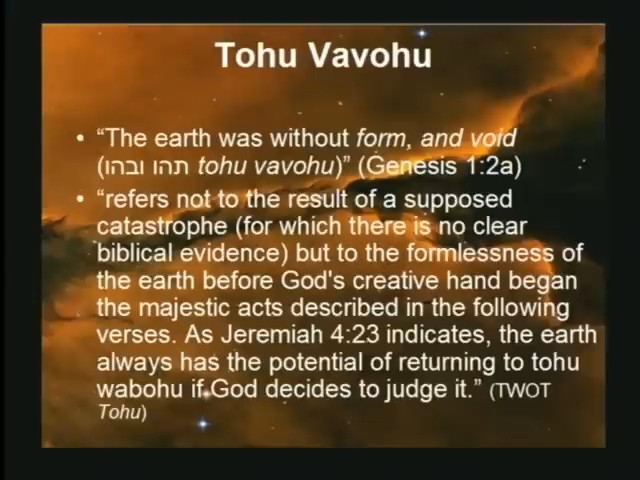 Tohu Vavohu
• “The earth was without form, and void
(תהו ובהו tohu vavohu)” (Genesis 1:2a)
• “refers not to the result of a supposed
catastrophe (for which there is no clear
biblical evidence) but to the formlessness of
the earth before God's creative hand began
the majestic acts described in the following
verses. As Jeremiah 4:23 indicates, the earth
always has the potential of returning to tohu
wabohu if God decides to judge it.” (TWOT
Tohu)